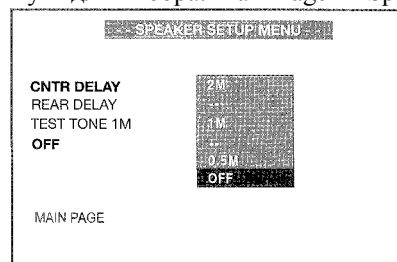 SPEAKER SETUP MENU
CNTR DELAY
REAR DELAY
TEST TONE 1M
OFF
2M
--
1M
--
0.5M
OFF
MAIN PAGE